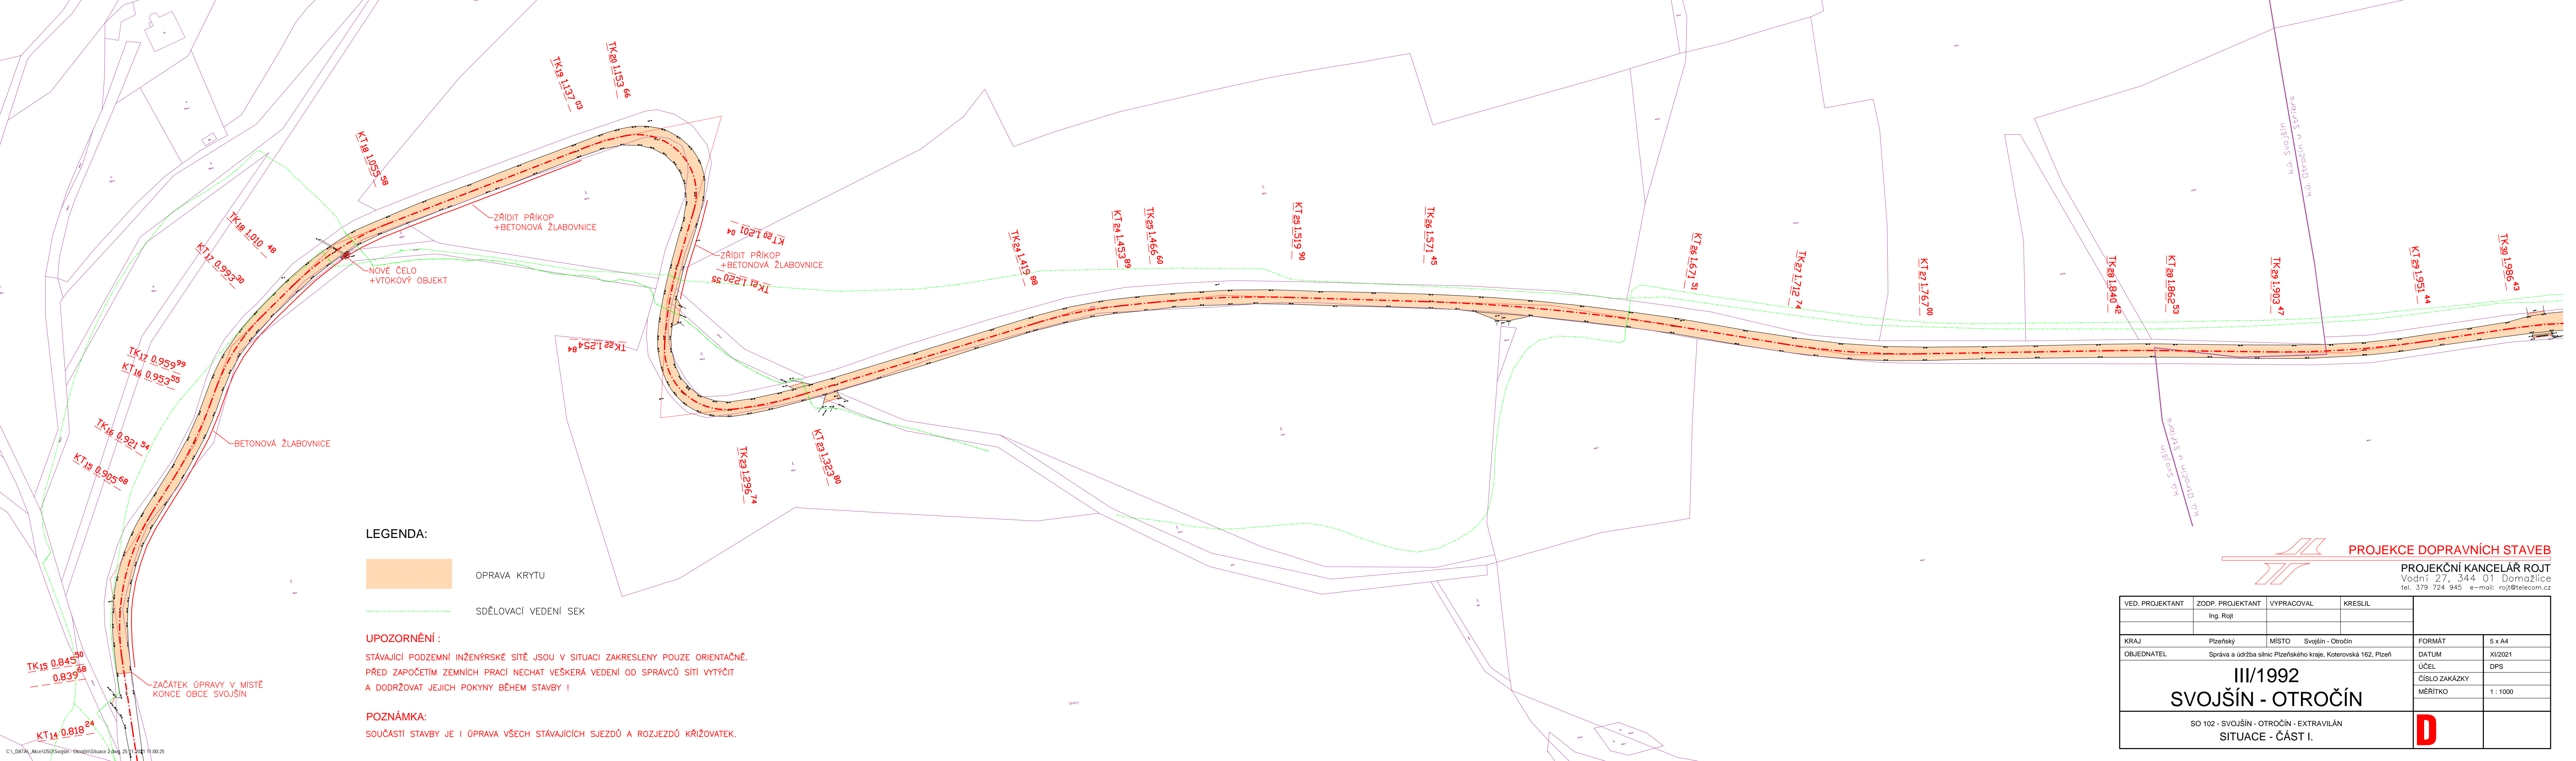 TK19 1.137 03
TK20 1.153 66
KT18 1.055 58
TK18 1.010 48
KT17 0.993 30
TK17 0.959 99
KT16 0.953 55
TK16 0.921 54
KT15 0.905 68
TK15 0.845 50
0.839 68
KT14 0.818 24
ZŘÍDIT PŘÍKOP
+BETONOVÁ ŽLABOVNICE
NOVÉ ČELO
+VTOKOVÝ OBJEKT
BETONOVÁ ŽLABOVNICE
ZAČÁTEK ÚPRAVY V MÍSTĚ
KONCE OBCE SVOJŠÍN
KT20 1.201 04
ZŘÍDIT PŘÍKOP
+BETONOVÁ ŽLABOVNICE
TK21 1.220 55
TK22 1.254 84
TK23 1.296 74
KT23 1.323 80
TK24 1.419 88
KT24 1.453 89
TK25 1.466 60
KT25 1.519 90
TK26 1.571 45
KT26 1.671 51
TK27 1.712 74
KT27 1.767 00
TK28 1.840 42
KT28 1.862 53
TK29 1.903 47
KT29 1.951 44
TK30 1.986 43
k.ú. Svojšín
k.ú. Otročín u Stříbra
k.ú. Svojšín
k.ú. Otročín u Stříbra
LEGENDA:
OPRAVA KRYTU
SDĚLOVACÍ VEDENÍ SEK
UPOZORNĚNÍ :
STÁVAJÍCÍ PODZEMNÍ INŽENÝRSKÉ SÍTĚ JSOU V SITUACI ZAKRESLENY POUZE ORIENTAČNĚ.
PŘED ZAPOČETÍM ZEMNÍCH PRACÍ NECHAT VEŠKERÁ VEDENÍ OD SPRÁVCŮ SÍTÍ VYTÝČIT
A DODRŽOVAT JEJICH POKYNY BĚHEM STAVBY !
POZNÁMKA:
SOUČÁSTÍ STAVBY JE I ÚPRAVA VŠECH STÁVAJÍCÍCH SJEZDŮ A ROZJEZDŮ KŘIŽOVATEK.
PROJEKCE DOPRAVNÍCH STAVEB
PROJEKČNÍ KANCELÁŘ ROJT
Vodní 27, 344 01 Domažlice
tel. 379 724 945 e-mail: rojt@telecom.cz
VED. PROJEKTANT ZODP. PROJEKTANT VYPRACOVAL KRESLIL
Ing. Rojt
KRAJ Plzeňský MÍSTO Svojšín - Otročín FORMÁT 5 x A4
OBJEDNATEL Správa a údržba silnic Plzeňského kraje, Koterovská 162, Plzeň DATUM XI/2021
ÚČEL DPS
ČÍSLO ZAKÁZKY
MĚŘÍTKO 1 : 1000
III/1992
SVOJŠÍN - OTROČÍN
SO 102 - SVOJŠÍN - OTROČÍN - EXTRAVILÁN
SITUACE - ČÁST I.
D